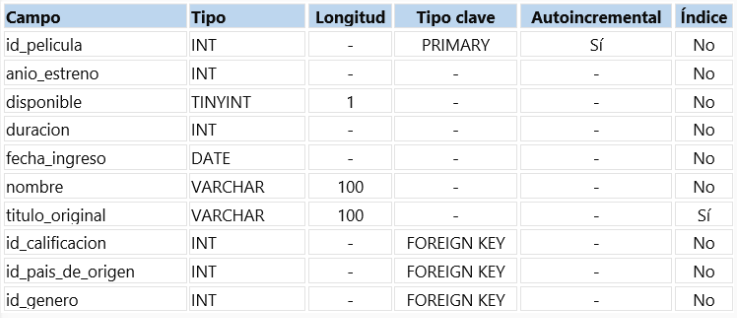 Campo Tipo Longitud Tipo clave Autoincremental Índice
id_pelicula INT - PRIMARY Sí No
anio_estreno INT - - - No
disponible TINYINT 1 - - No
duracion INT - - - No
fecha_ingreso DATE - - - No
nombre VARCHAR 100 - - No
titulo_original VARCHAR 100 - - Sí
id_calificacion INT - FOREIGN KEY - No
id_pais_de_origen INT - FOREIGN KEY - No
id_genero INT - FOREIGN KEY - No